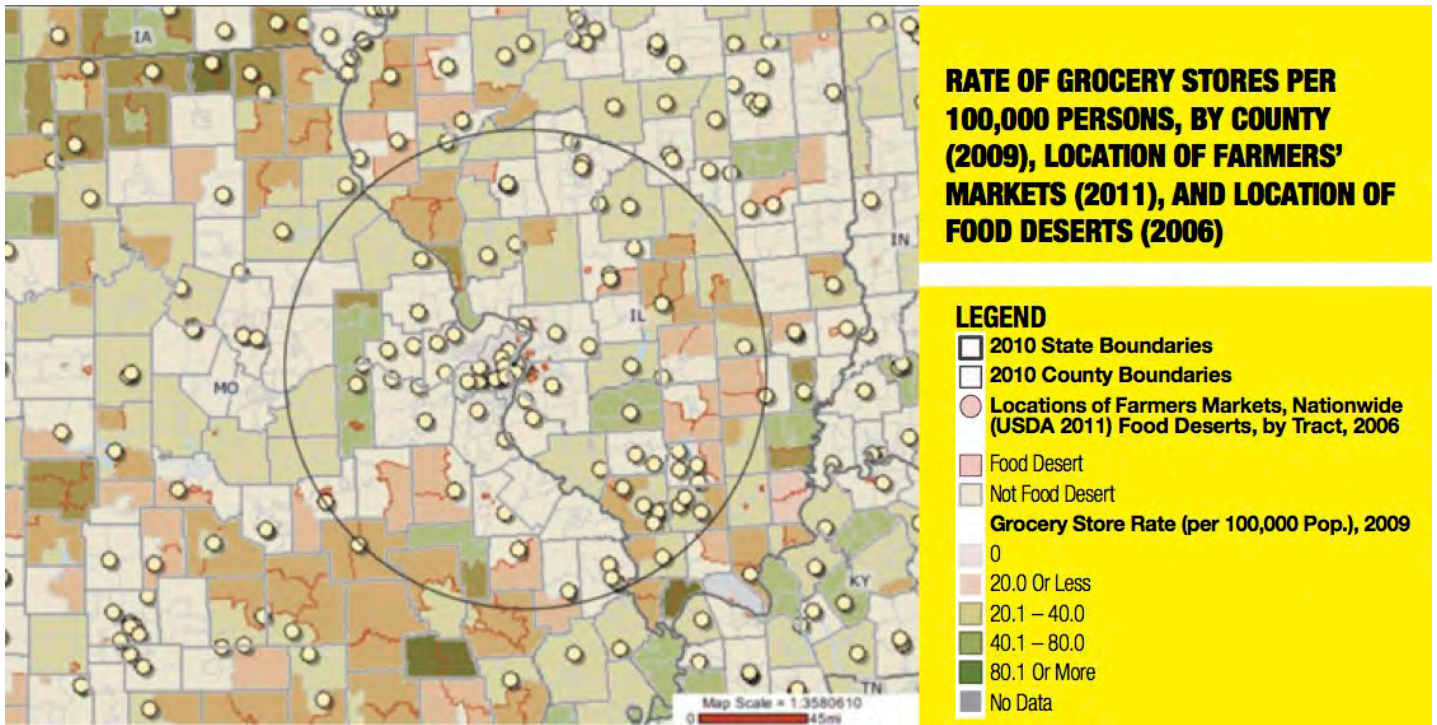 IA
IL
IN
MO
KY
TN
Map Scale = 1:3580610
0 45mi
RATE OF GROCERY STORES PER
100,000 PERSONS, BY COUNTY
(2009), LOCATION OF FARMERS’
MARKETS (2011), AND LOCATION OF
FOOD DESERTS (2006)
LEGEND
2010 State Boundaries
2010 County Boundaries
Locations of Farmers Markets, Nationwide
(USDA 2011) Food Deserts, by Tract, 2006
Food Desert
Not Food Desert
Grocery Store Rate (per 100,000 Pop.), 2009
0
20.0 Or Less
20.1 – 40.0
40.1 – 80.0
80.1 Or More
No Data